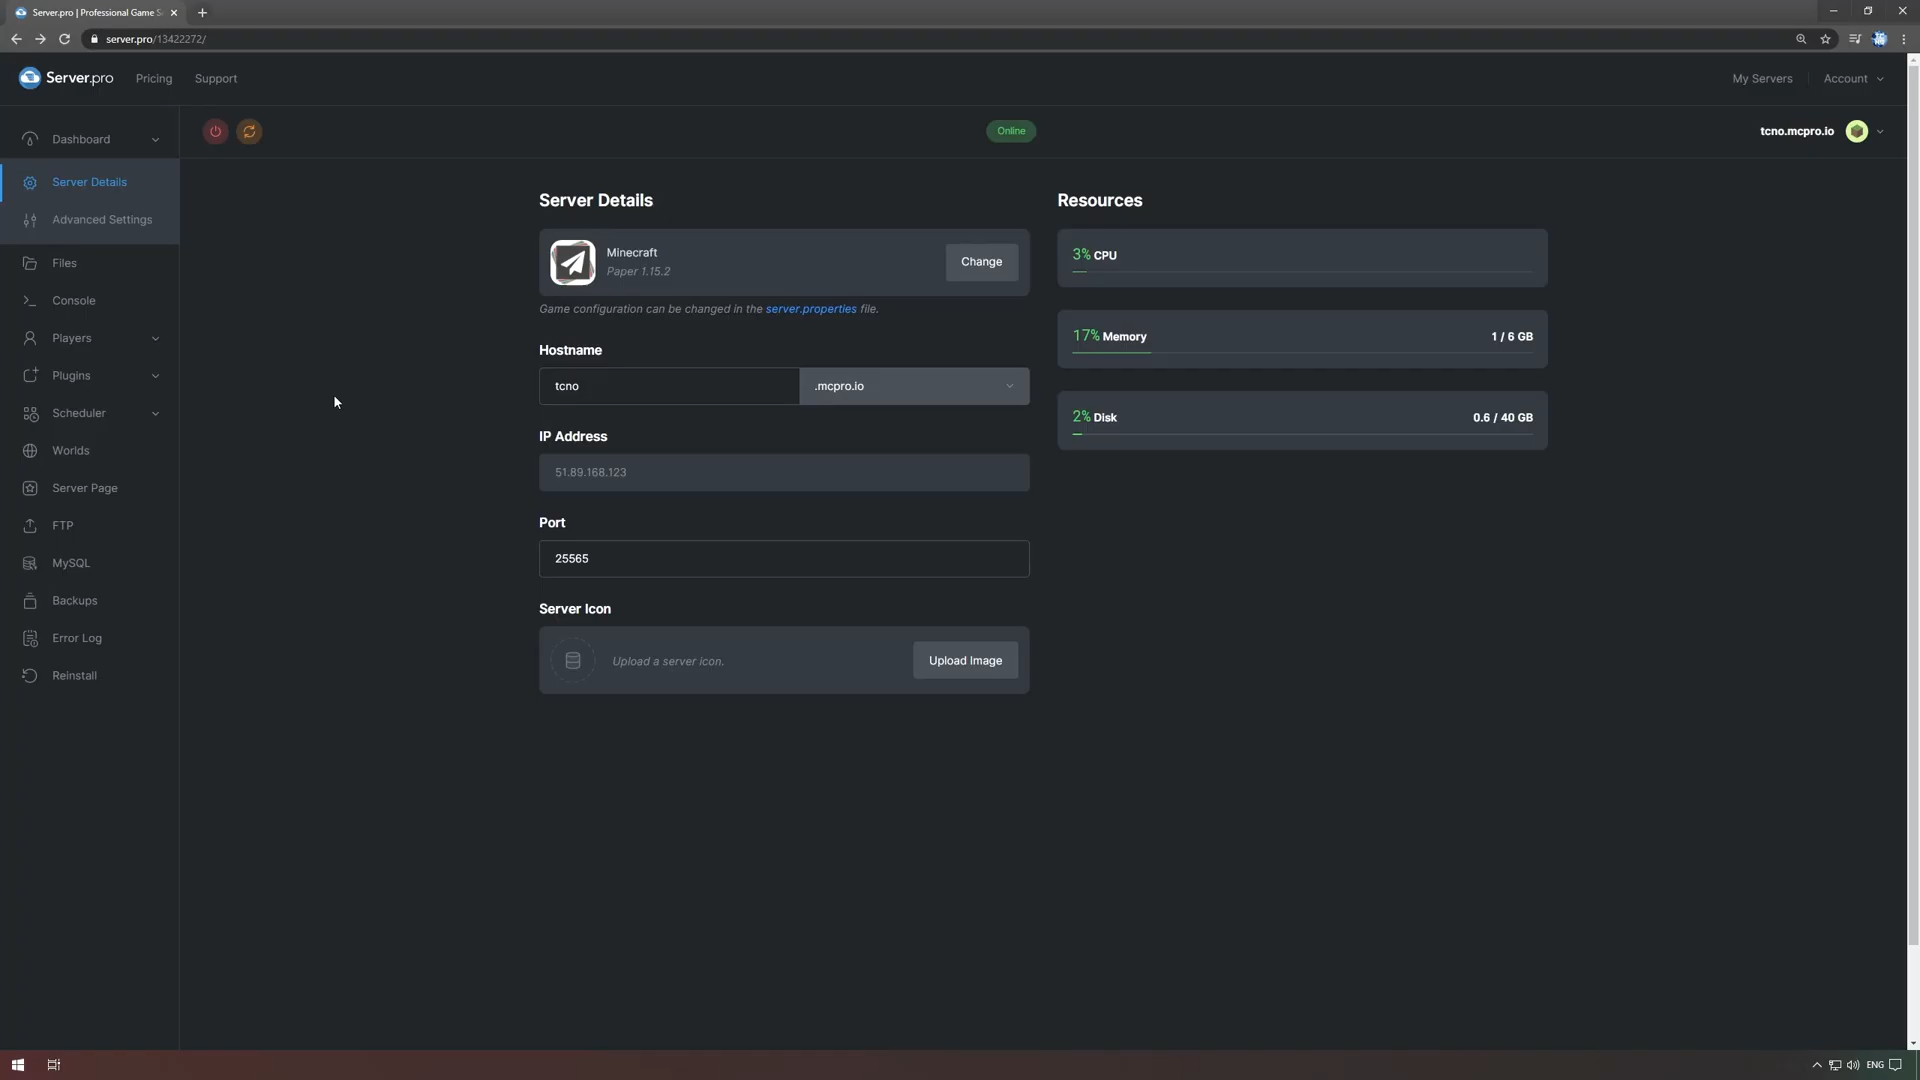 Server.pro | Professional Game S
server.pro/13422272/
Server.pro
Pricing
Support
My Servers
Account
Dashboard
Server Details
Advanced Settings
Files
Console
Players
Plugins
Scheduler
Worlds
Server Page
FTP
MySQL
Backups
Error Log
Reinstall
Online
tcno.mcpro.io
Server Details
Minecraft
Paper 1.15.2
Change
Game configuration can be changed in the server.properties file.
Hostname
tcno
.mcpro.io
IP Address
51.89.168.123
Port
25565
Server Icon
Upload a server icon.
Upload Image
Resources
3% CPU
17% Memory
1 / 6 GB
2% Disk
0.6 / 40 GB
ENG